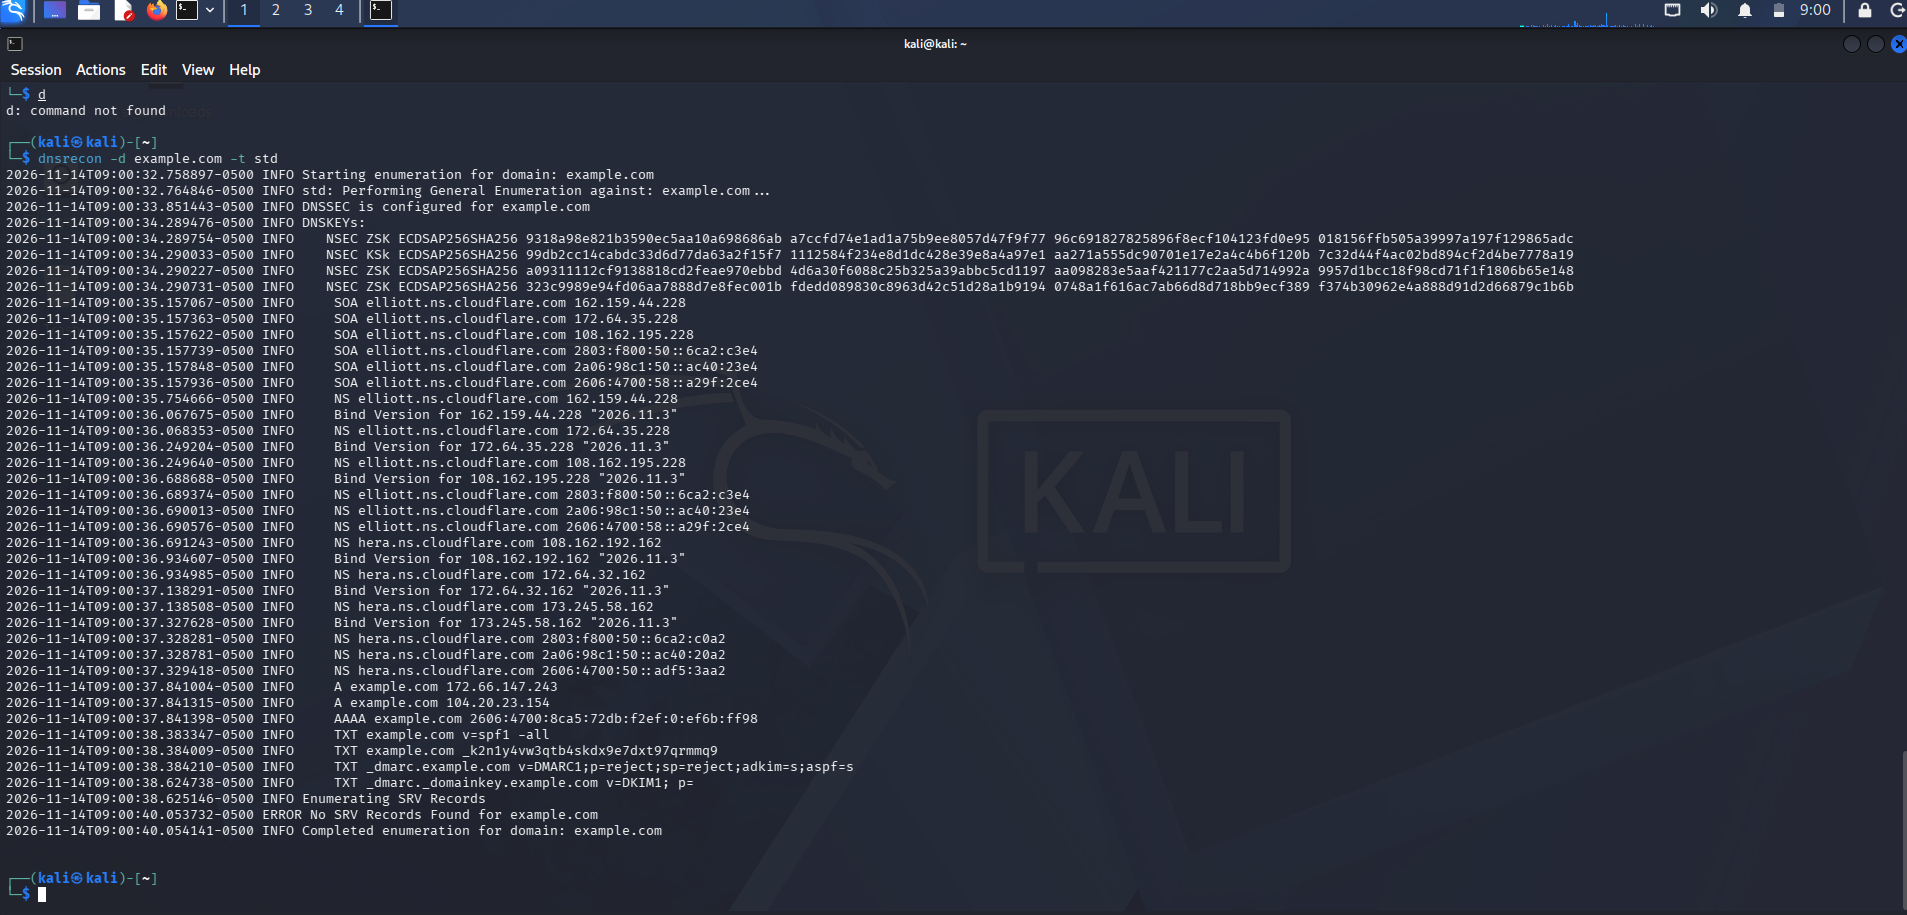 1 2 3 4 9:00
kali@kali: ~
Session Actions Edit View Help
└─$ d
d: command not found
┌──(kali㉿kali)-[~]
└─$ dnsrecon -d example.com -t std
2026-11-14T09:00:32.758897-0500 INFO Starting enumeration for domain: example.com
2026-11-14T09:00:32.764846-0500 INFO std: Performing General Enumeration against: example.com...
2026-11-14T09:00:33.851443-0500 INFO DNSSEC is configured for example.com
2026-11-14T09:00:34.289476-0500 INFO DNSKEYs:
2026-11-14T09:00:34.289754-0500 INFO    NSEC ZSK ECDSAP256SHA256 9318a98e821b3590ec5aa10a698686ab a7ccfd74e1ad1a75b9ee8057d47f9f77 96c691827825896f8ecf104123fd0e95 018156ffb505a39997a197f129865adc
2026-11-14T09:00:34.290033-0500 INFO    NSEC KSk ECDSAP256SHA256 99db2cc14cabdc33d6d77da63a2f15f7 1112584f234e8d1dc428e39e8a4a97e1 aa271a555dc90701e17e2a4c4b6f120b 7c32d44f4ac02bd894cf2d4be7778a19
2026-11-14T09:00:34.290227-0500 INFO    NSEC ZSK ECDSAP256SHA256 a09311112cf9138818cd2feae970ebbd 4d6a30f6088c25b325a39abbc5cd1197 aa098283e5aaf421177c2aa5d714992a 9957d1bcc18f98cd71f1f1806b65e148
2026-11-14T09:00:34.290731-0500 INFO    NSEC ZSK ECDSAP256SHA256 323c9989e94fd06aa7888d7e8fec001b fdedd089830c8963d42c51d28a1b9194 0748a1f616ac7ab66d8d718bb9ecf389 f374b30962e4a888d91d2d66879c1b6b
2026-11-14T09:00:35.157067-0500 INFO     SOA elliott.ns.cloudflare.com 162.159.44.228
2026-11-14T09:00:35.157363-0500 INFO     SOA elliott.ns.cloudflare.com 172.64.35.228
2026-11-14T09:00:35.157622-0500 INFO     SOA elliott.ns.cloudflare.com 108.162.195.228
2026-11-14T09:00:35.157739-0500 INFO     SOA elliott.ns.cloudflare.com 2803:f800:50::6ca2:c3e4
2026-11-14T09:00:35.157848-0500 INFO     SOA elliott.ns.cloudflare.com 2a06:98c1:50::ac40:23e4
2026-11-14T09:00:35.157936-0500 INFO     SOA elliott.ns.cloudflare.com 2606:4700:58::a29f:2ce4
2026-11-14T09:00:35.754666-0500 INFO     NS elliott.ns.cloudflare.com 162.159.44.228
2026-11-14T09:00:36.067675-0500 INFO     Bind Version for 162.159.44.228 "2026.11.3"
2026-11-14T09:00:36.068353-0500 INFO     NS elliott.ns.cloudflare.com 172.64.35.228
2026-11-14T09:00:36.249204-0500 INFO     Bind Version for 172.64.35.228 "2026.11.3"
2026-11-14T09:00:36.249640-0500 INFO     NS elliott.ns.cloudflare.com 108.162.195.228
2026-11-14T09:00:36.688688-0500 INFO     Bind Version for 108.162.195.228 "2026.11.3"
2026-11-14T09:00:36.689374-0500 INFO     NS elliott.ns.cloudflare.com 2803:f800:50::6ca2:c3e4
2026-11-14T09:00:36.690013-0500 INFO     NS elliott.ns.cloudflare.com 2a06:98c1:50::ac40:23e4
2026-11-14T09:00:36.690576-0500 INFO     NS elliott.ns.cloudflare.com 2606:4700:58::a29f:2ce4
2026-11-14T09:00:36.691243-0500 INFO     NS hera.ns.cloudflare.com 108.162.192.162
2026-11-14T09:00:36.934607-0500 INFO     Bind Version for 108.162.192.162 "2026.11.3"
2026-11-14T09:00:36.934985-0500 INFO     NS hera.ns.cloudflare.com 172.64.32.162
2026-11-14T09:00:37.138291-0500 INFO     Bind Version for 172.64.32.162 "2026.11.3"
2026-11-14T09:00:37.138508-0500 INFO     NS hera.ns.cloudflare.com 173.245.58.162
2026-11-14T09:00:37.327628-0500 INFO     Bind Version for 173.245.58.162 "2026.11.3"
2026-11-14T09:00:37.328281-0500 INFO     NS hera.ns.cloudflare.com 2803:f800:50::6ca2:c0a2
2026-11-14T09:00:37.328781-0500 INFO     NS hera.ns.cloudflare.com 2a06:98c1:50::ac40:20a2
2026-11-14T09:00:37.329418-0500 INFO     NS hera.ns.cloudflare.com 2606:4700:50::adf5:3aa2
2026-11-14T09:00:37.841004-0500 INFO     A example.com 172.66.147.243
2026-11-14T09:00:37.841315-0500 INFO     A example.com 104.20.23.154
2026-11-14T09:00:37.841398-0500 INFO     AAAA example.com 2606:4700:8ca5:72db:f2ef:0:ef6b:ff98
2026-11-14T09:00:38.383347-0500 INFO     TXT example.com v=spf1 -all
2026-11-14T09:00:38.384009-0500 INFO     TXT example.com _k2n1y4vw3qtb4skdx9e7dxt97qrmmq9
2026-11-14T09:00:38.384210-0500 INFO     TXT _dmarc.example.com v=DMARC1;p=reject;sp=reject;adkim=s;aspf=s
2026-11-14T09:00:38.624738-0500 INFO     TXT _dmarc._domainkey.example.com v=DKIM1; p=
2026-11-14T09:00:38.625146-0500 INFO Enumerating SRV Records
2026-11-14T09:00:40.053732-0500 ERROR No SRV Records Found for example.com
2026-11-14T09:00:40.054141-0500 INFO Completed enumeration for domain: example.com
┌──(kali㉿kali)-[~]
└─$
KALI